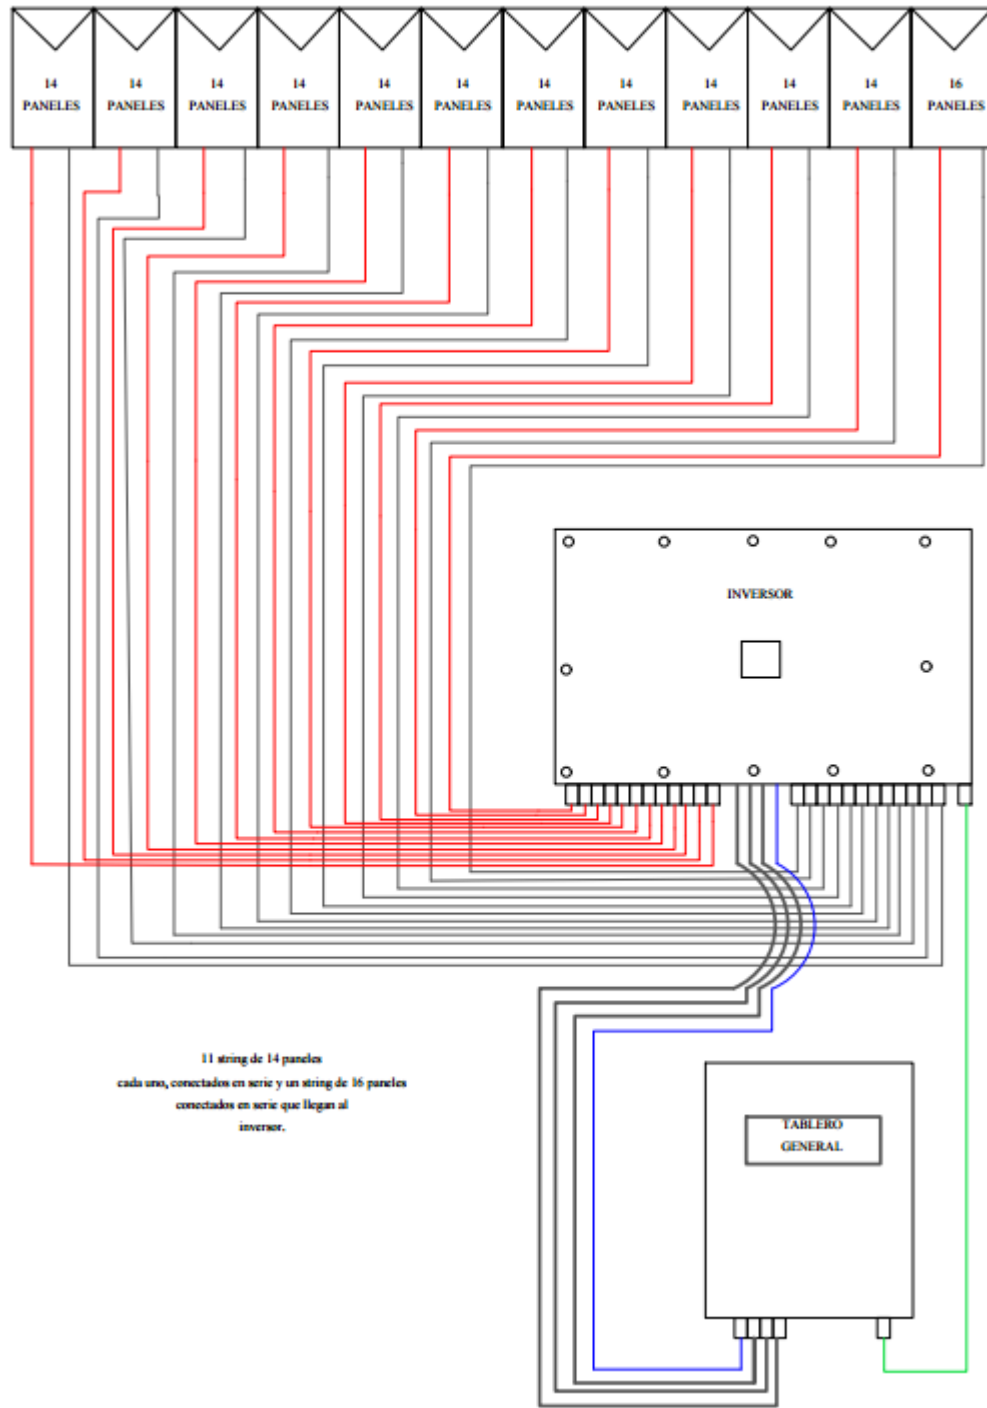 14
PANELES
14
PANELES
14
PANELES
14
PANELES
14
PANELES
14
PANELES
14
PANELES
14
PANELES
14
PANELES
14
PANELES
14
PANELES
16
PANELES
INVERSOR
11 string de 14 paneles
cada uno, conectados en serie y un string de 16 paneles
conectados en serie que llegan al
inversor.
TABLERO
GENERAL